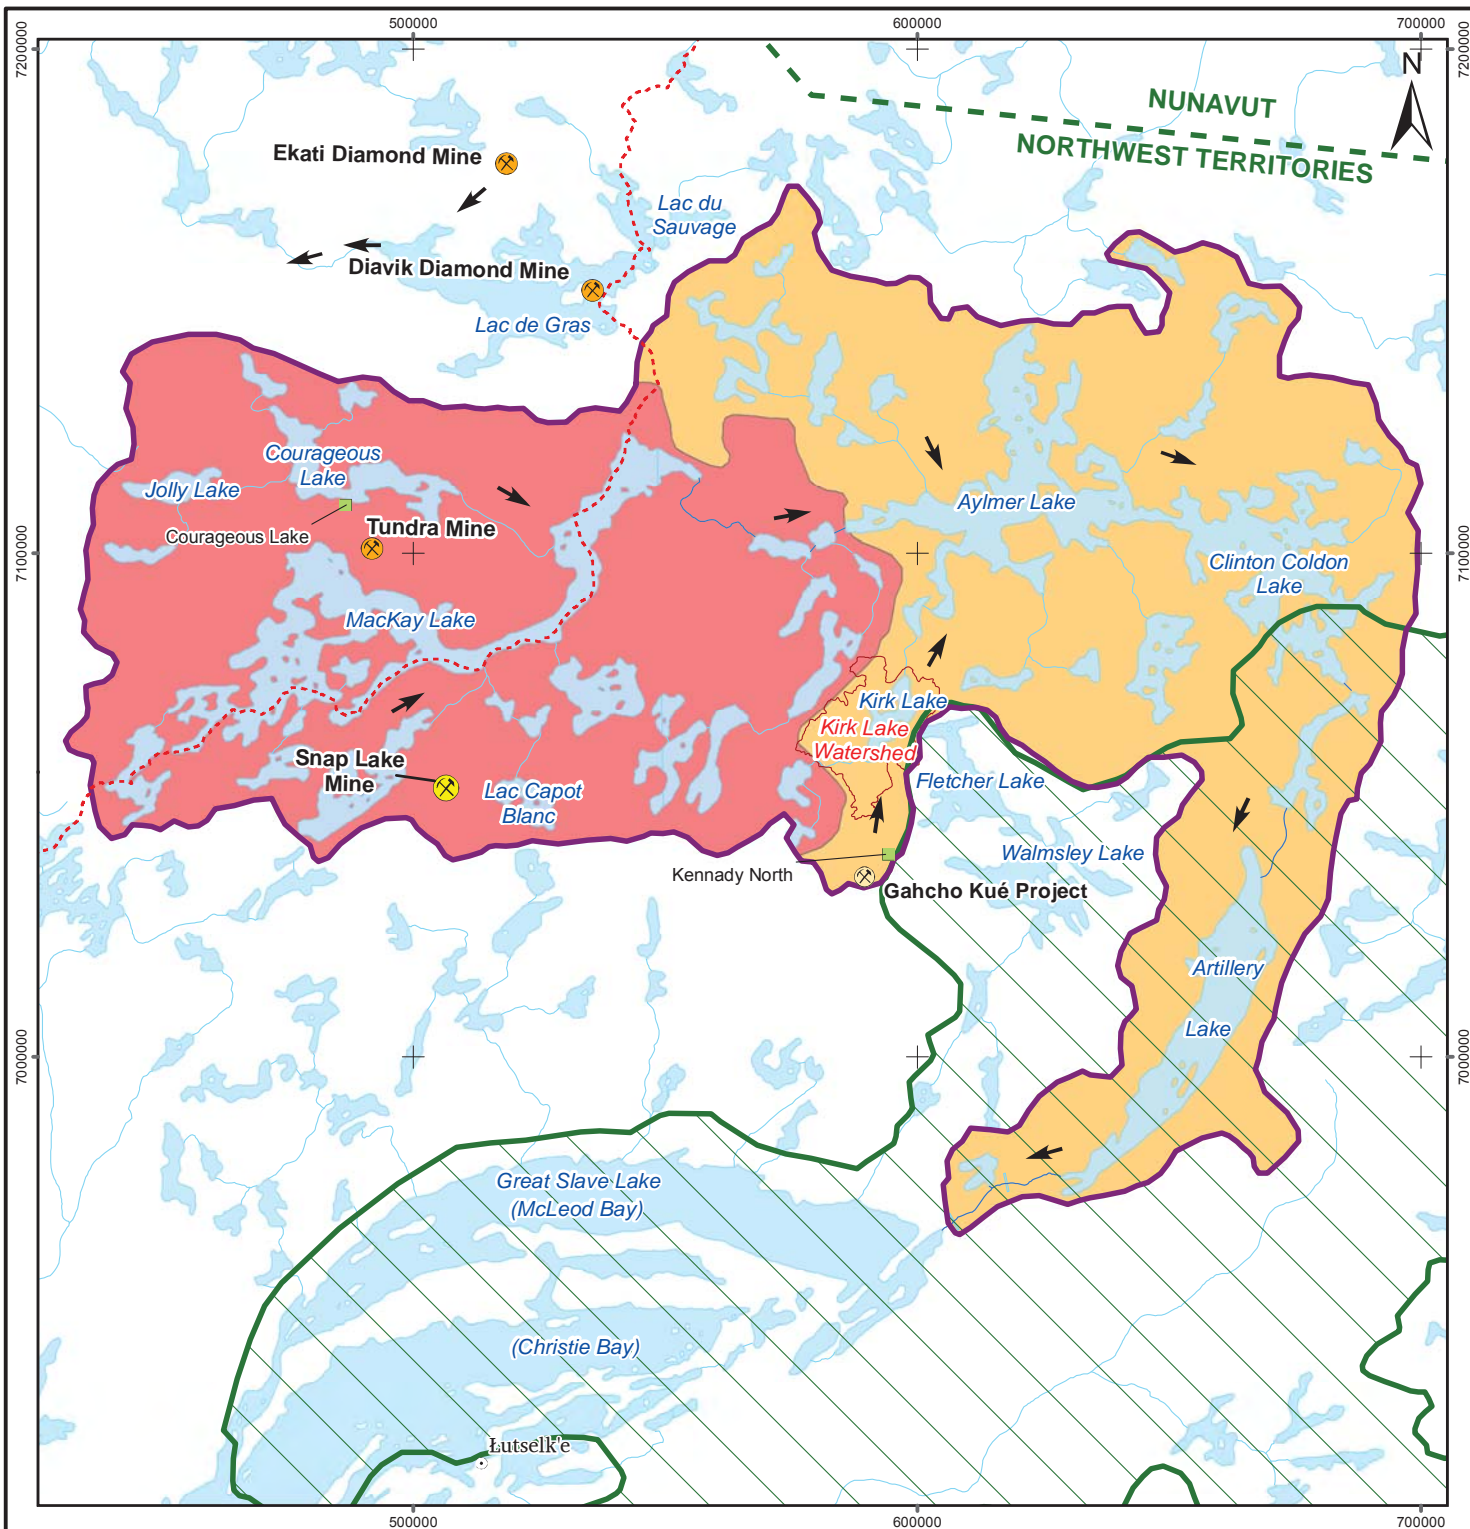 500000
600000
700000
7200000
7200000
N
NUNAVUT
NORTHWEST TERRITORIES
Ekati Diamond Mine
Lac du
Sauvage
Diavik Diamond Mine
Lac de Gras
Courageous
Lake
Jolly Lake
Courageous Lake
Tundra Mine
Aylmer Lake
7100000
7100000
Clinton Coldon
Lake
MacKay Lake
Kirk Lake
Kirk Lake
Watershed
Snap Lake
Mine
Lac Capot
Blanc
Fletcher Lake
Walmsley Lake
Kennady North
Gahcho Kué Project
Artillery
Lake
7000000
7000000
Great Slave Lake
(McLeod Bay)
(Christie Bay)
Łutselk'e
500000
600000
700000